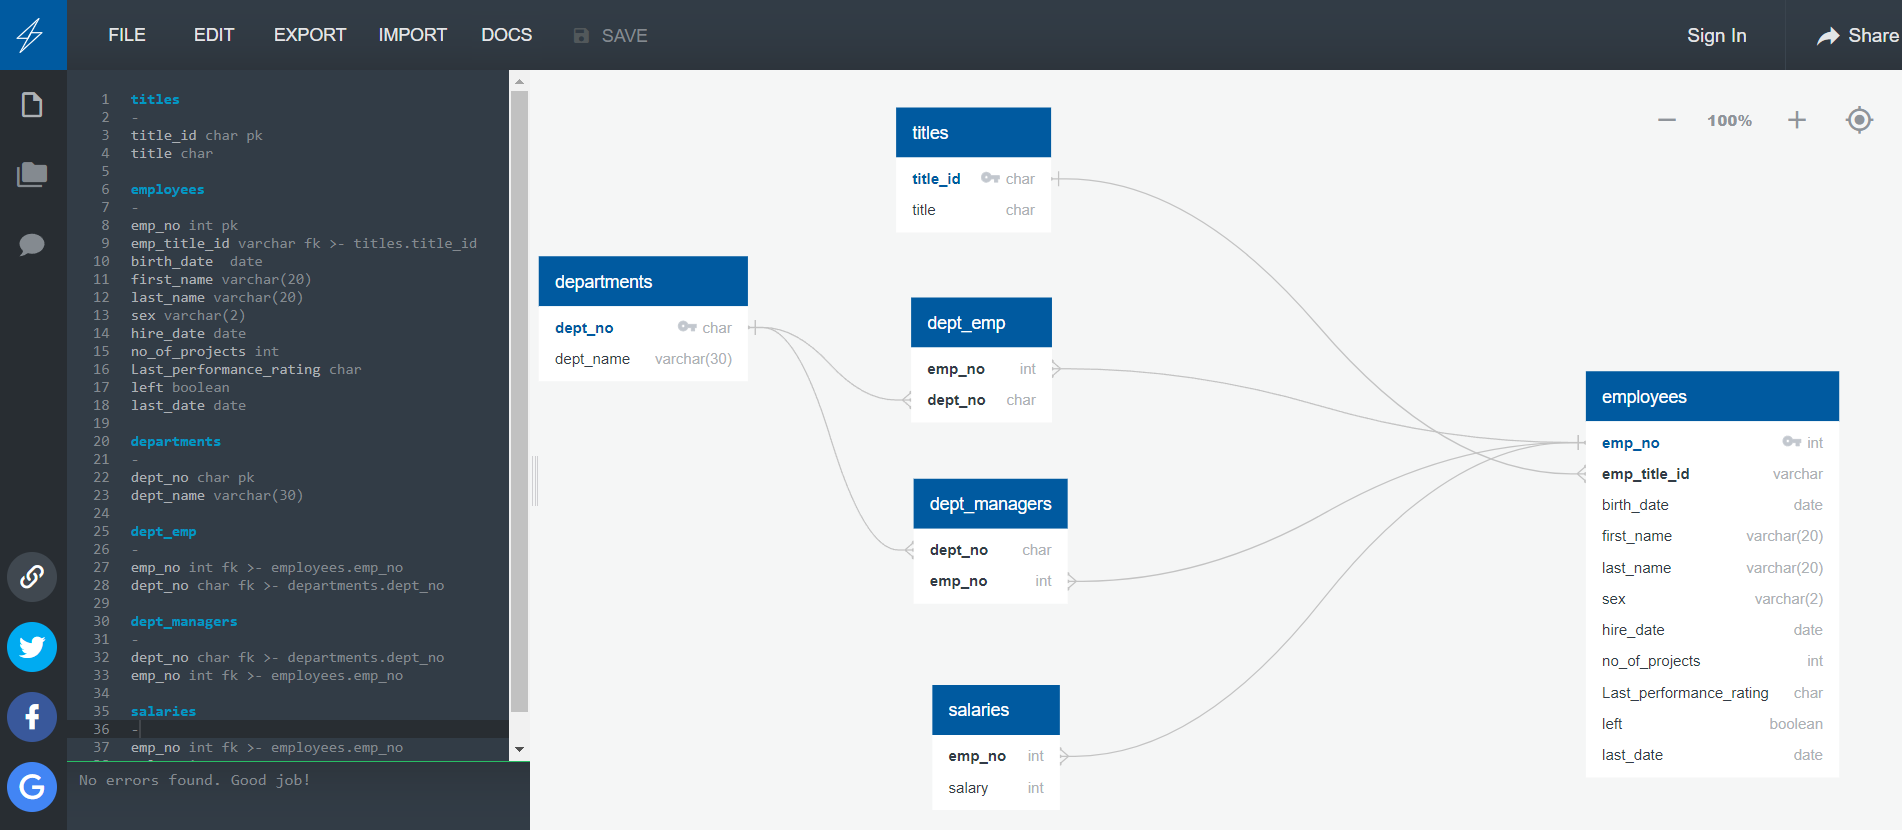 FILE EDIT EXPORT IMPORT DOCS SAVE Sign In Share
1 titles
2 -
3 title_id char pk
4 title char
5
6 employees
7 -
8 emp_no int pk
9 emp_title_id varchar fk >- titles.title_id
10 birth_date  date
11 first_name varchar(20)
12 last_name varchar(20)
13 sex varchar(2)
14 hire_date date
15 no_of_projects int
16 Last_performance_rating char
17 left boolean
18 last_date date
19
20 departments
21 -
22 dept_no char pk
23 dept_name varchar(30)
24
25 dept_emp
26 -
27 emp_no int fk >- employees.emp_no
28 dept_no char fk >- departments.dept_no
29
30 dept_managers
31 -
32 dept_no char fk >- departments.dept_no
33 emp_no int fk >- employees.emp_no
34
35 salaries
36 -
37 emp_no int fk >- employees.emp_no
No errors found. Good job!
100%
titles
title_id char
title char
departments
dept_no char
dept_name varchar(30)
dept_emp
emp_no int
dept_no char
dept_managers
dept_no char
emp_no int
salaries
emp_no int
salary int
employees
emp_no int
emp_title_id varchar
birth_date date
first_name varchar(20)
last_name varchar(20)
sex varchar(2)
hire_date date
no_of_projects int
Last_performance_rating char
left boolean
last_date date